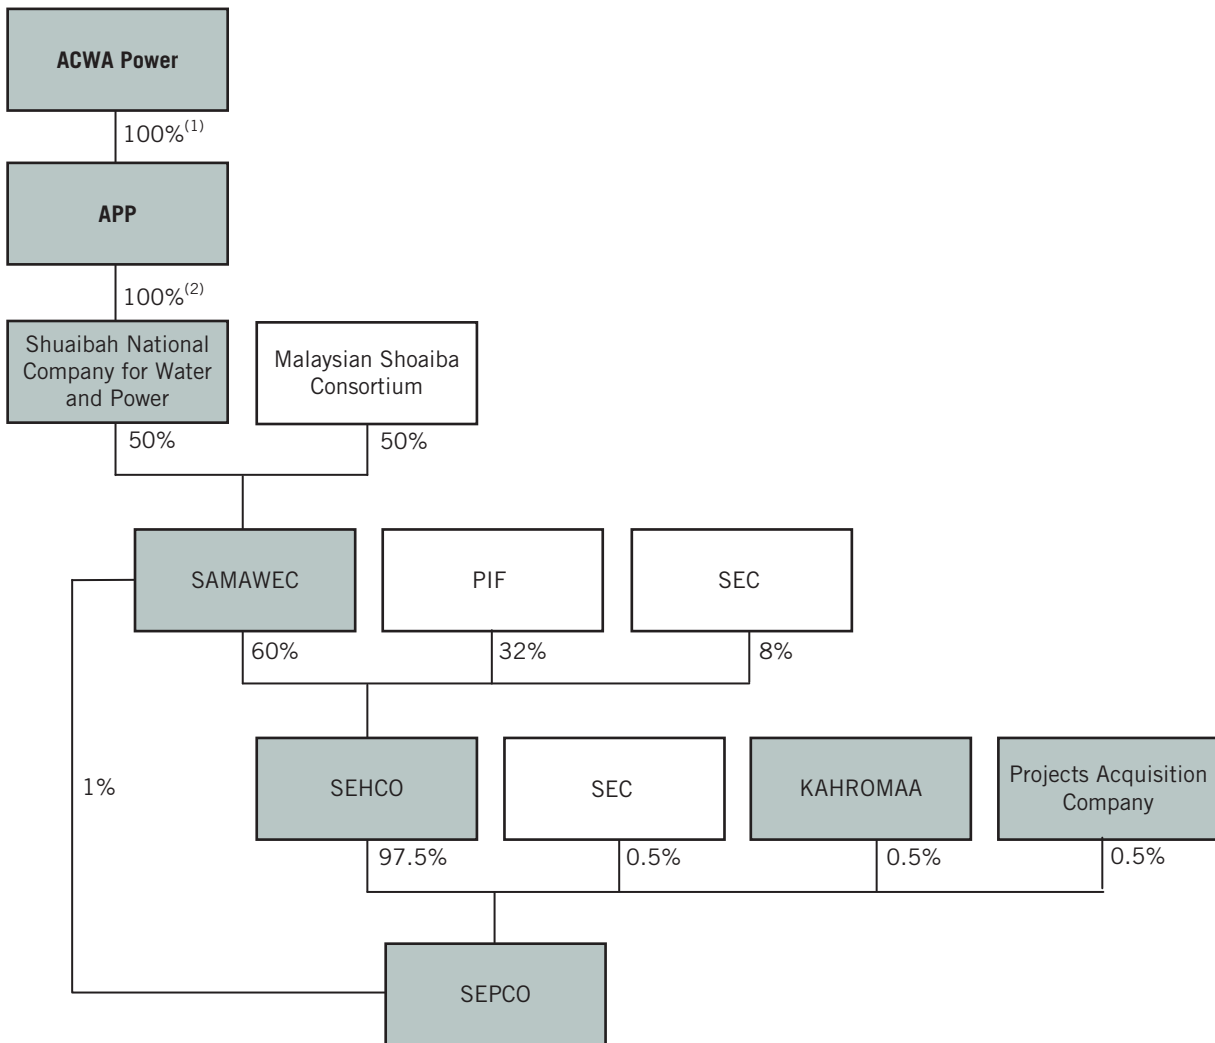 ACWA Power
100%(1)
APP
100%(2)
Shuaibah National
Company for Water
and Power
Malaysian Shoaiba
Consortium
50%
50%
SAMAWEC
PIF
SEC
60%
32%
8%
1%
SEHCO
SEC
KAHROMAA
Projects Acquisition
Company
97.5%
0.5%
0.5%
0.5%
SEPCO